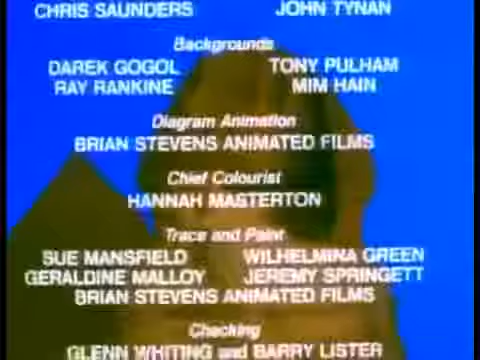 CHRIS SAUNDERS JOHN TYNAN
Backgrounds
DAREK GOGOL TONY PULHAM
RAY RANKINE MIM HAIN
Diagram Animation
BRIAN STEVENS ANIMATED FILMS
Chief Colourist
HANNAH MASTERTON
Trace and Paint
SUE MANSFIELD WILHELMINA GREEN
GERALDINE MALLOY JEREMY SPRINGETT
BRIAN STEVENS ANIMATED FILMS
Checking
GLENN WHITING and BARRY LISTER